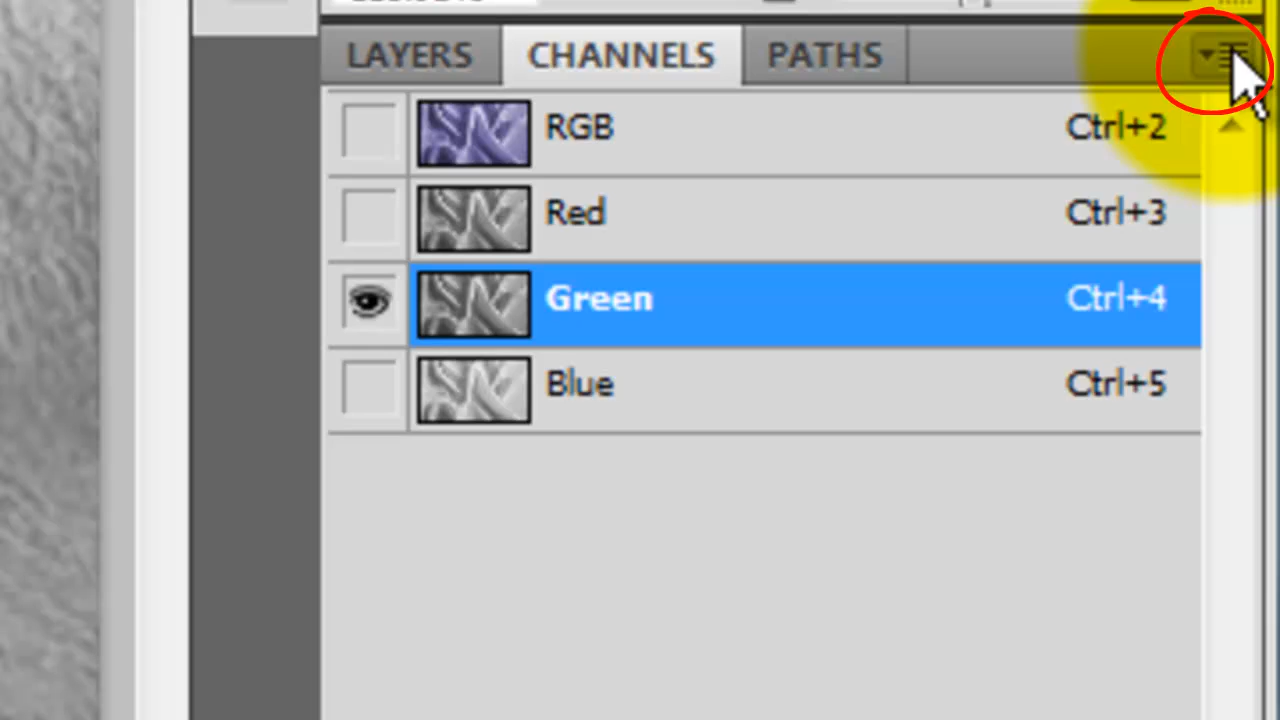 LAYERS CHANNELS PATHS
RGB Ctrl+2
Red Ctrl+3
Green Ctrl+4
Blue Ctrl+5